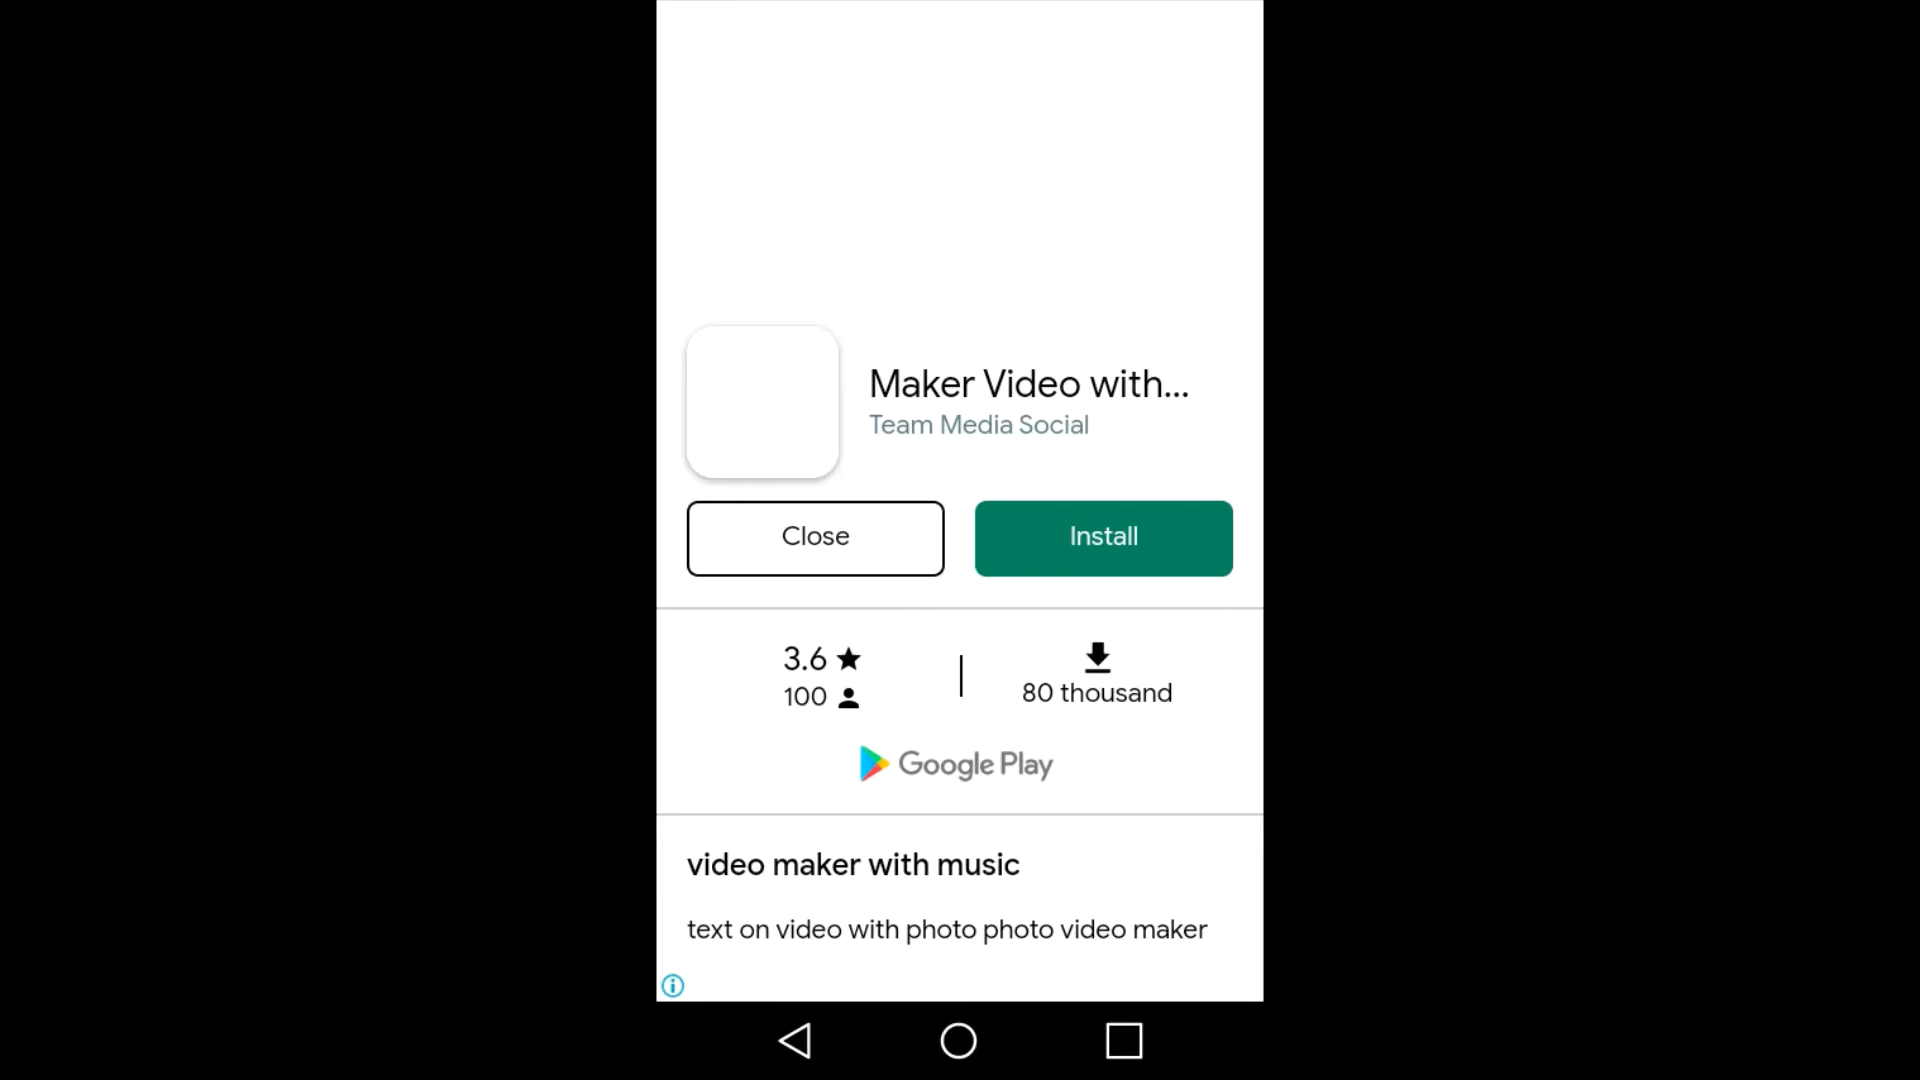 Maker Video with...
Team Media Social
Close
Install
3.6
100
80 thousand
Google Play
video maker with music
text on video with photo photo video maker